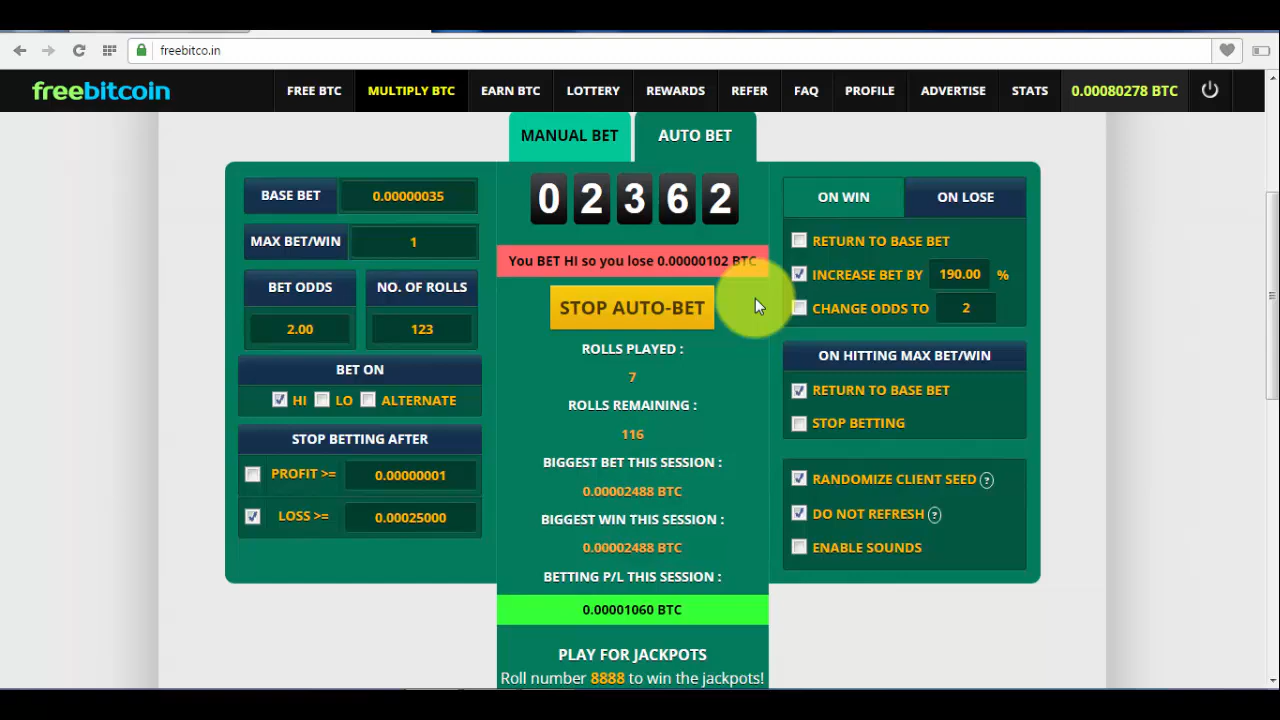 freebitco.in
freebitcoin
FREE BTC
MULTIPLY BTC
EARN BTC
LOTTERY
REWARDS
REFER
FAQ
PROFILE
ADVERTISE
STATS
0.00080278 BTC
MANUAL BET
AUTO BET
BASE BET
0.00000035
MAX BET/WIN
1
BET ODDS
NO. OF ROLLS
2.00
123
BET ON
HI
LO
ALTERNATE
STOP BETTING AFTER
PROFIT >=
0.00000001
LOSS >=
0.00025000
0 2 3 6 2
You BET HI so you lose 0.00000102 BTC
STOP AUTO-BET
ROLLS PLAYED :
7
ROLLS REMAINING :
116
BIGGEST BET THIS SESSION :
0.00002488 BTC
BIGGEST WIN THIS SESSION :
0.00002488 BTC
BETTING P/L THIS SESSION :
0.00001060 BTC
PLAY FOR JACKPOTS
Roll number 8888 to win the jackpots!
ON WIN
ON LOSE
RETURN TO BASE BET
INCREASE BET BY
190.00
%
CHANGE ODDS TO
2
ON HITTING MAX BET/WIN
RETURN TO BASE BET
STOP BETTING
RANDOMIZE CLIENT SEED ?
DO NOT REFRESH ?
ENABLE SOUNDS